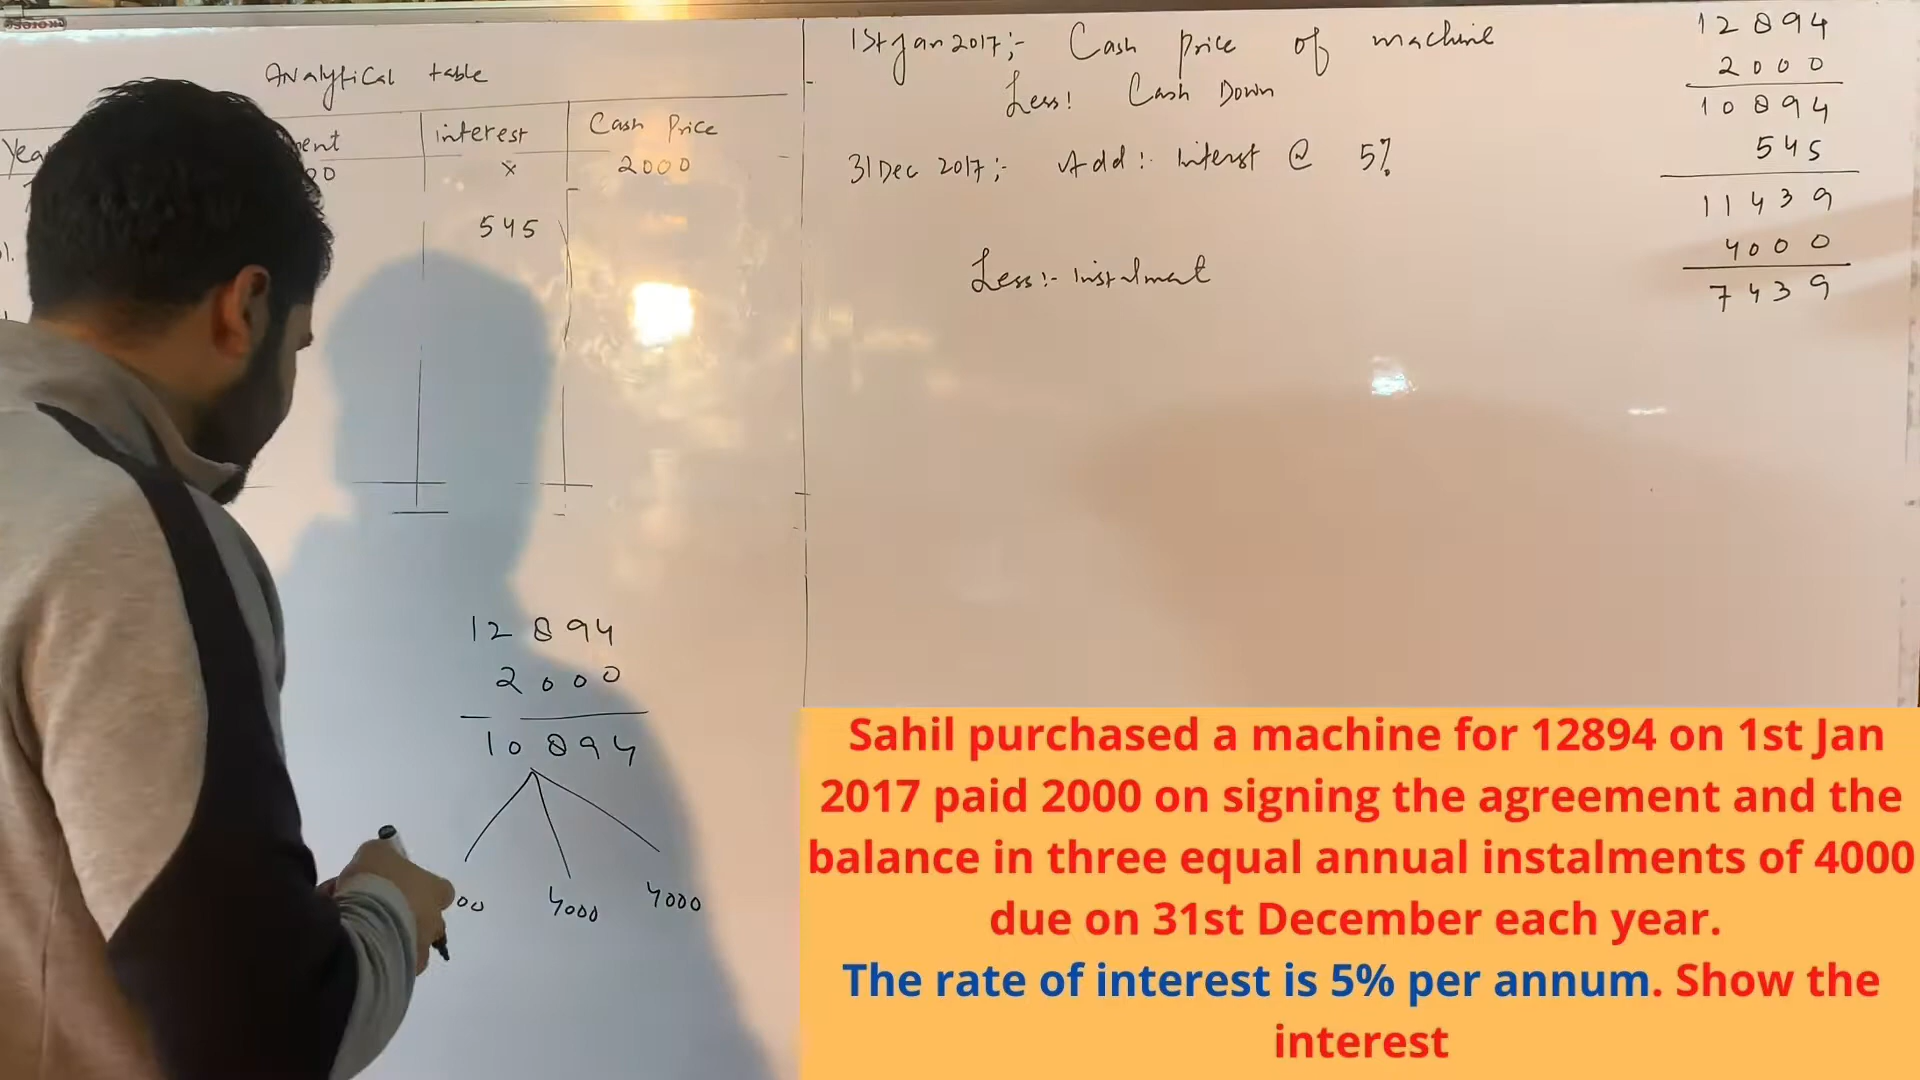 Analytical table
interest
Cash Price
x
2000
545
12894
2000
10894
4000
4000
1st Jan 2017:- Cash price of machine
12894
Less: Cash Down
2000
10894
31 Dec 2017:- Add: Interst @ 5%
545
11439
Less:- Instalment
4000
7439
Sahil purchased a machine for 12894 on 1st Jan
2017 paid 2000 on signing the agreement and the
balance in three equal annual instalments of 4000
due on 31st December each year.
The rate of interest is 5% per annum. Show the
interest